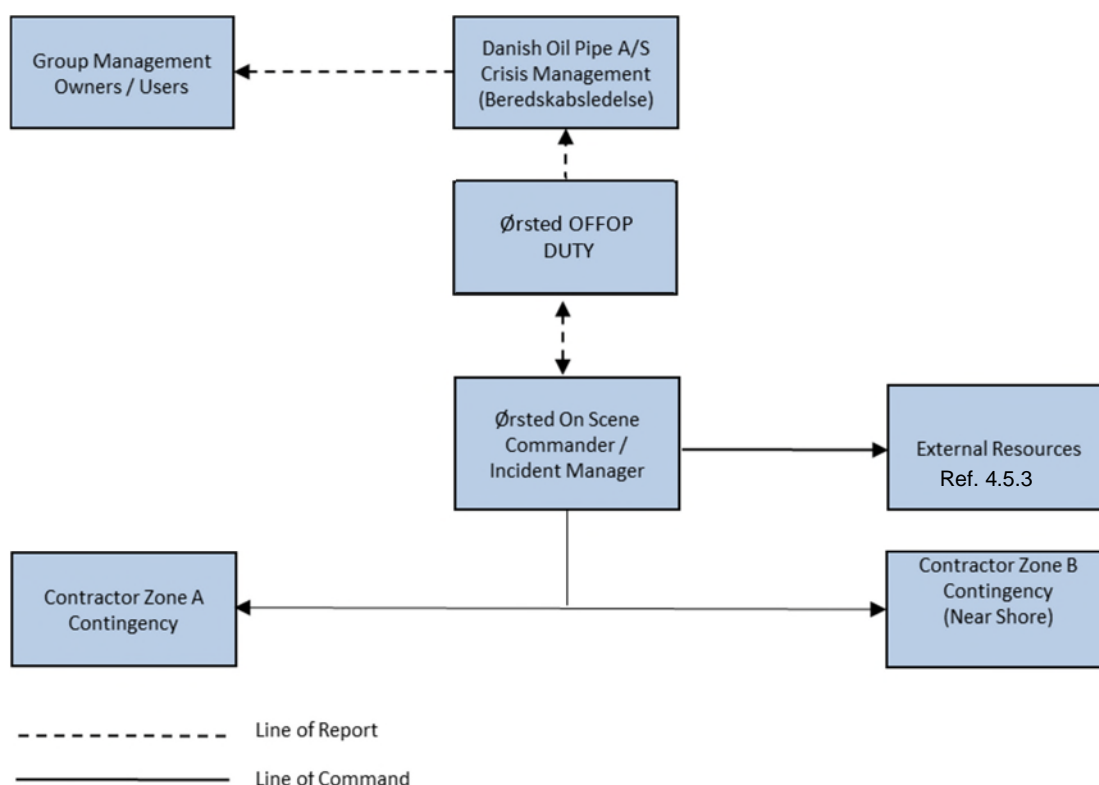 Group Management
Owners / Users
Danish Oil Pipe A/S
Crisis Management
(Beredskabsledelse)
Ørsted OFFOP
DUTY
Ørsted On Scene
Commander /
Incident Manager
External Resources
Ref. 4.5.3
Contractor Zone A
Contingency
Contractor Zone B
Contingency
(Near Shore)
Line of Report
Line of Command